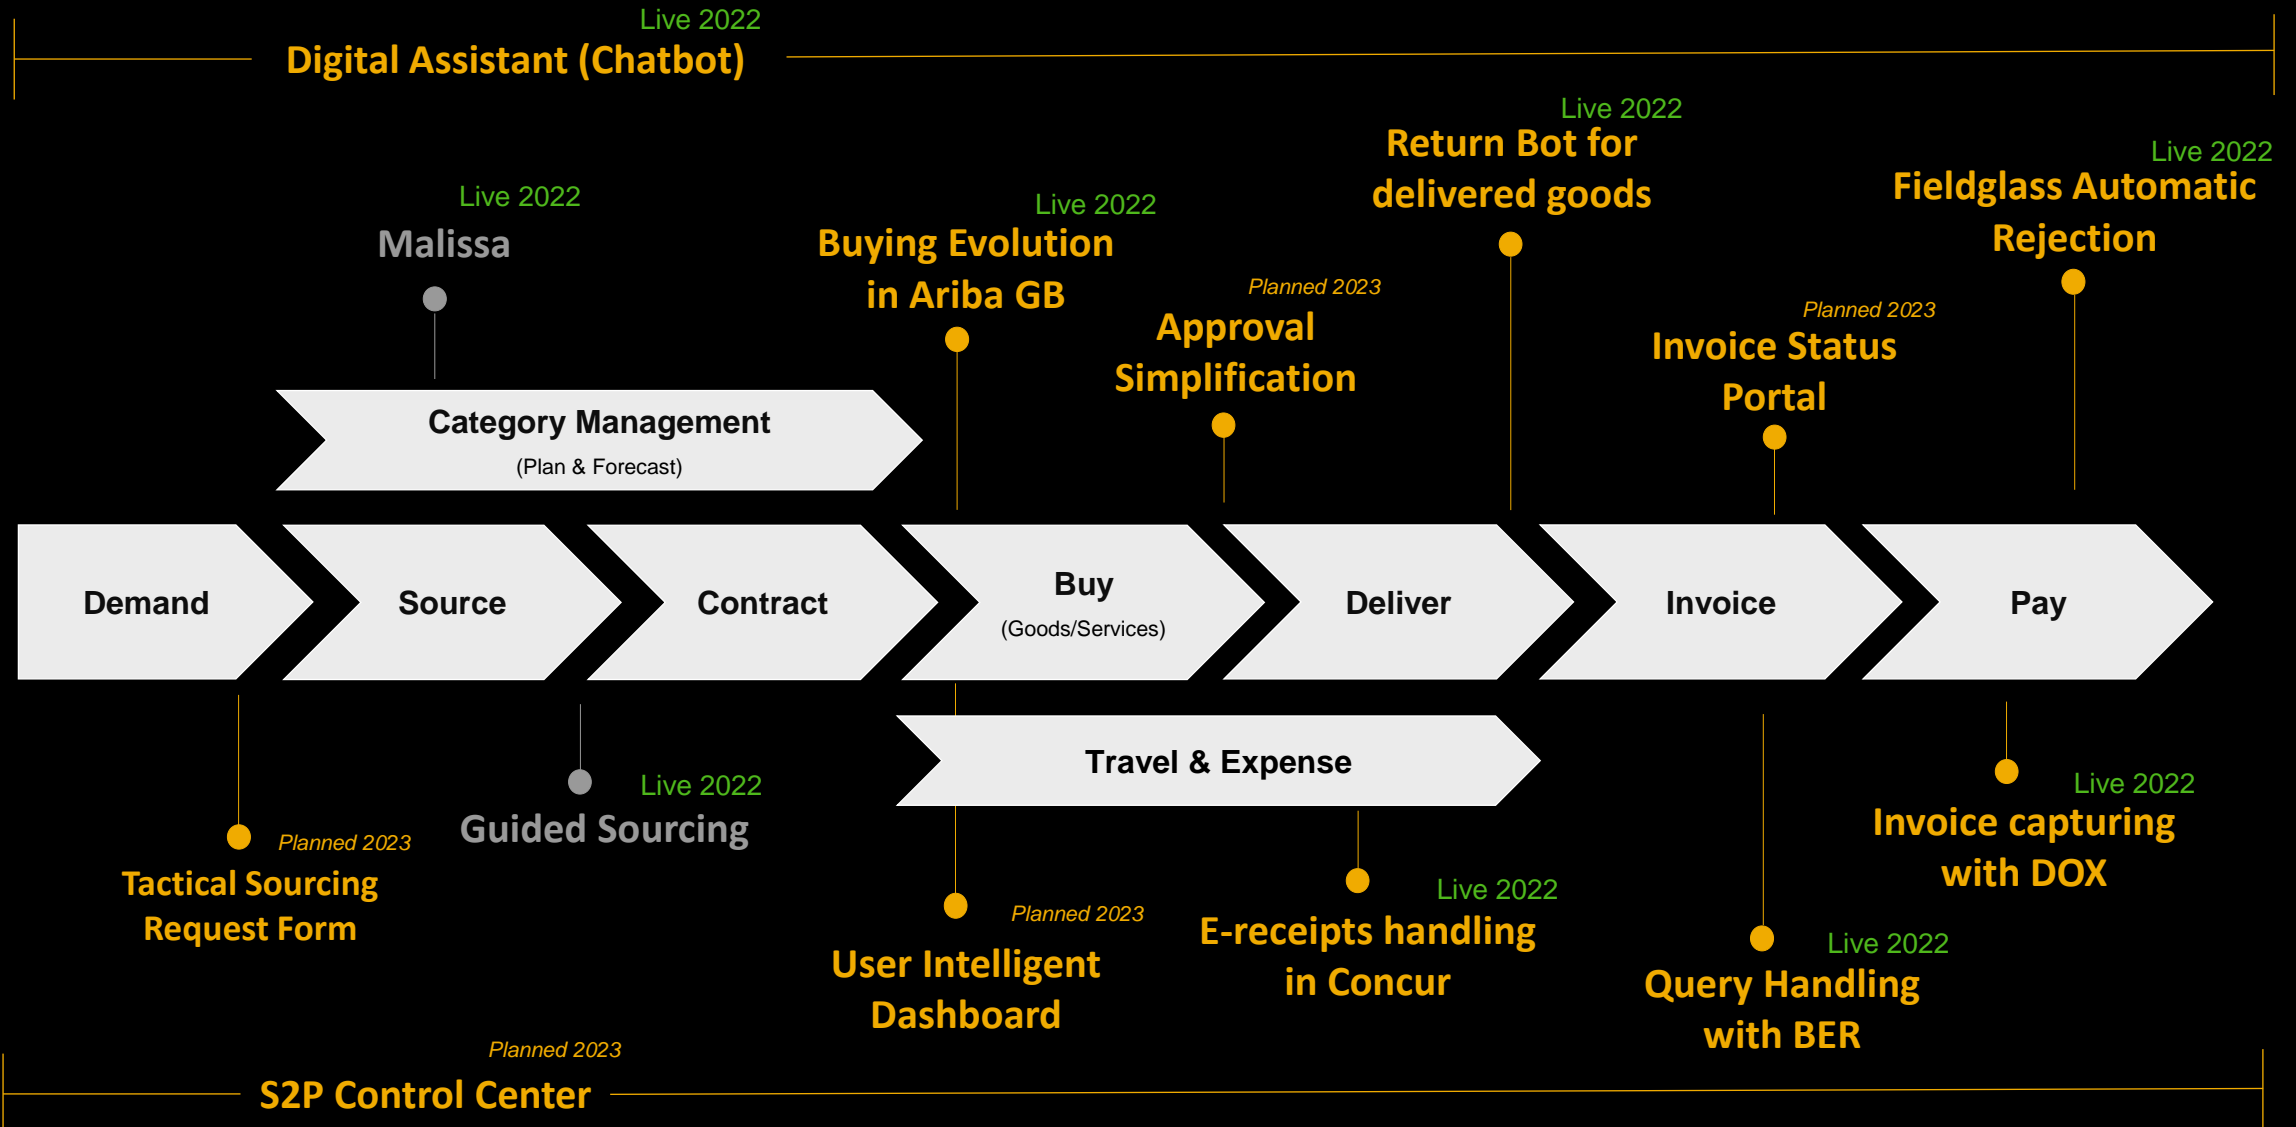 Live 2022
Digital Assistant (Chatbot)
Live 2022
Malissa
Live 2022
Buying Evolution
in Ariba GB
Planned 2023
Approval
Simplification
Live 2022
Return Bot for
delivered goods
Planned 2023
Invoice Status
Portal
Live 2022
Fieldglass Automatic
Rejection
Category Management
(Plan & Forecast)
Demand
Source
Contract
Buy
(Goods/Services)
Deliver
Invoice
Pay
Travel & Expense
Planned 2023
Tactical Sourcing
Request Form
Live 2022
Guided Sourcing
Planned 2023
User Intelligent
Dashboard
Live 2022
E-receipts handling
in Concur
Live 2022
Query Handling
with BER
Live 2022
Invoice capturing
with DOX
Planned 2023
S2P Control Center